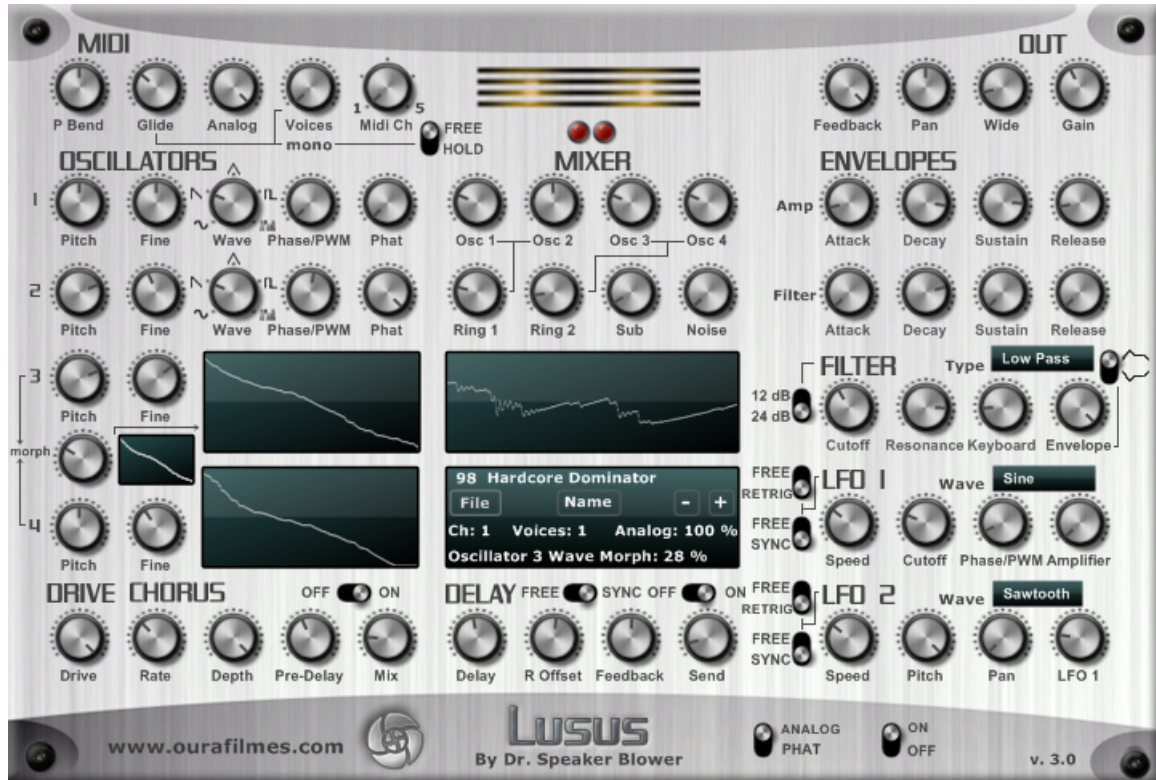 MIDI
OUT
P Bend Glide Analog Voices 1 Midi Ch 5
Feedback Pan Wide Gain
mono
FREE
HOLD
OSCILLATORS
MIXER
ENVELOPES
1
Amp
Pitch Fine Wave Phase/PWM Phat
Osc 1 Osc 2 Osc 3 Osc 4
Attack Decay Sustain Release
2
Filter
Pitch Fine Wave Phase/PWM Phat
Ring 1 Ring 2 Sub Noise
Attack Decay Sustain Release
3
Pitch Fine
12 dB
24 dB
FILTER
Type Low Pass
Cutoff Resonance Keyboard Envelope
morph
4
Pitch Fine
98 Hardcore Dominator
File Name - +
Ch: 1 Voices: 1 Analog: 100 %
Oscillator 3 Wave Morph: 28 %
FREE
RETRIG
LFO 1
Wave Sine
FREE
SYNC
Speed Cutoff Phase/PWM Amplifier
DRIVE CHORUS OFF ON
DELAY FREE SYNC OFF ON
FREE
RETRIG
LFO 2
Wave Sawtooth
FREE
SYNC
Drive Rate Depth Pre-Delay Mix
Delay R Offset Feedback Send
Speed Pitch Pan LFO 1
www.ourafilmes.com
Lusus
By Dr. Speaker Blower
ANALOG
PHAT
ON
OFF
v. 3.0